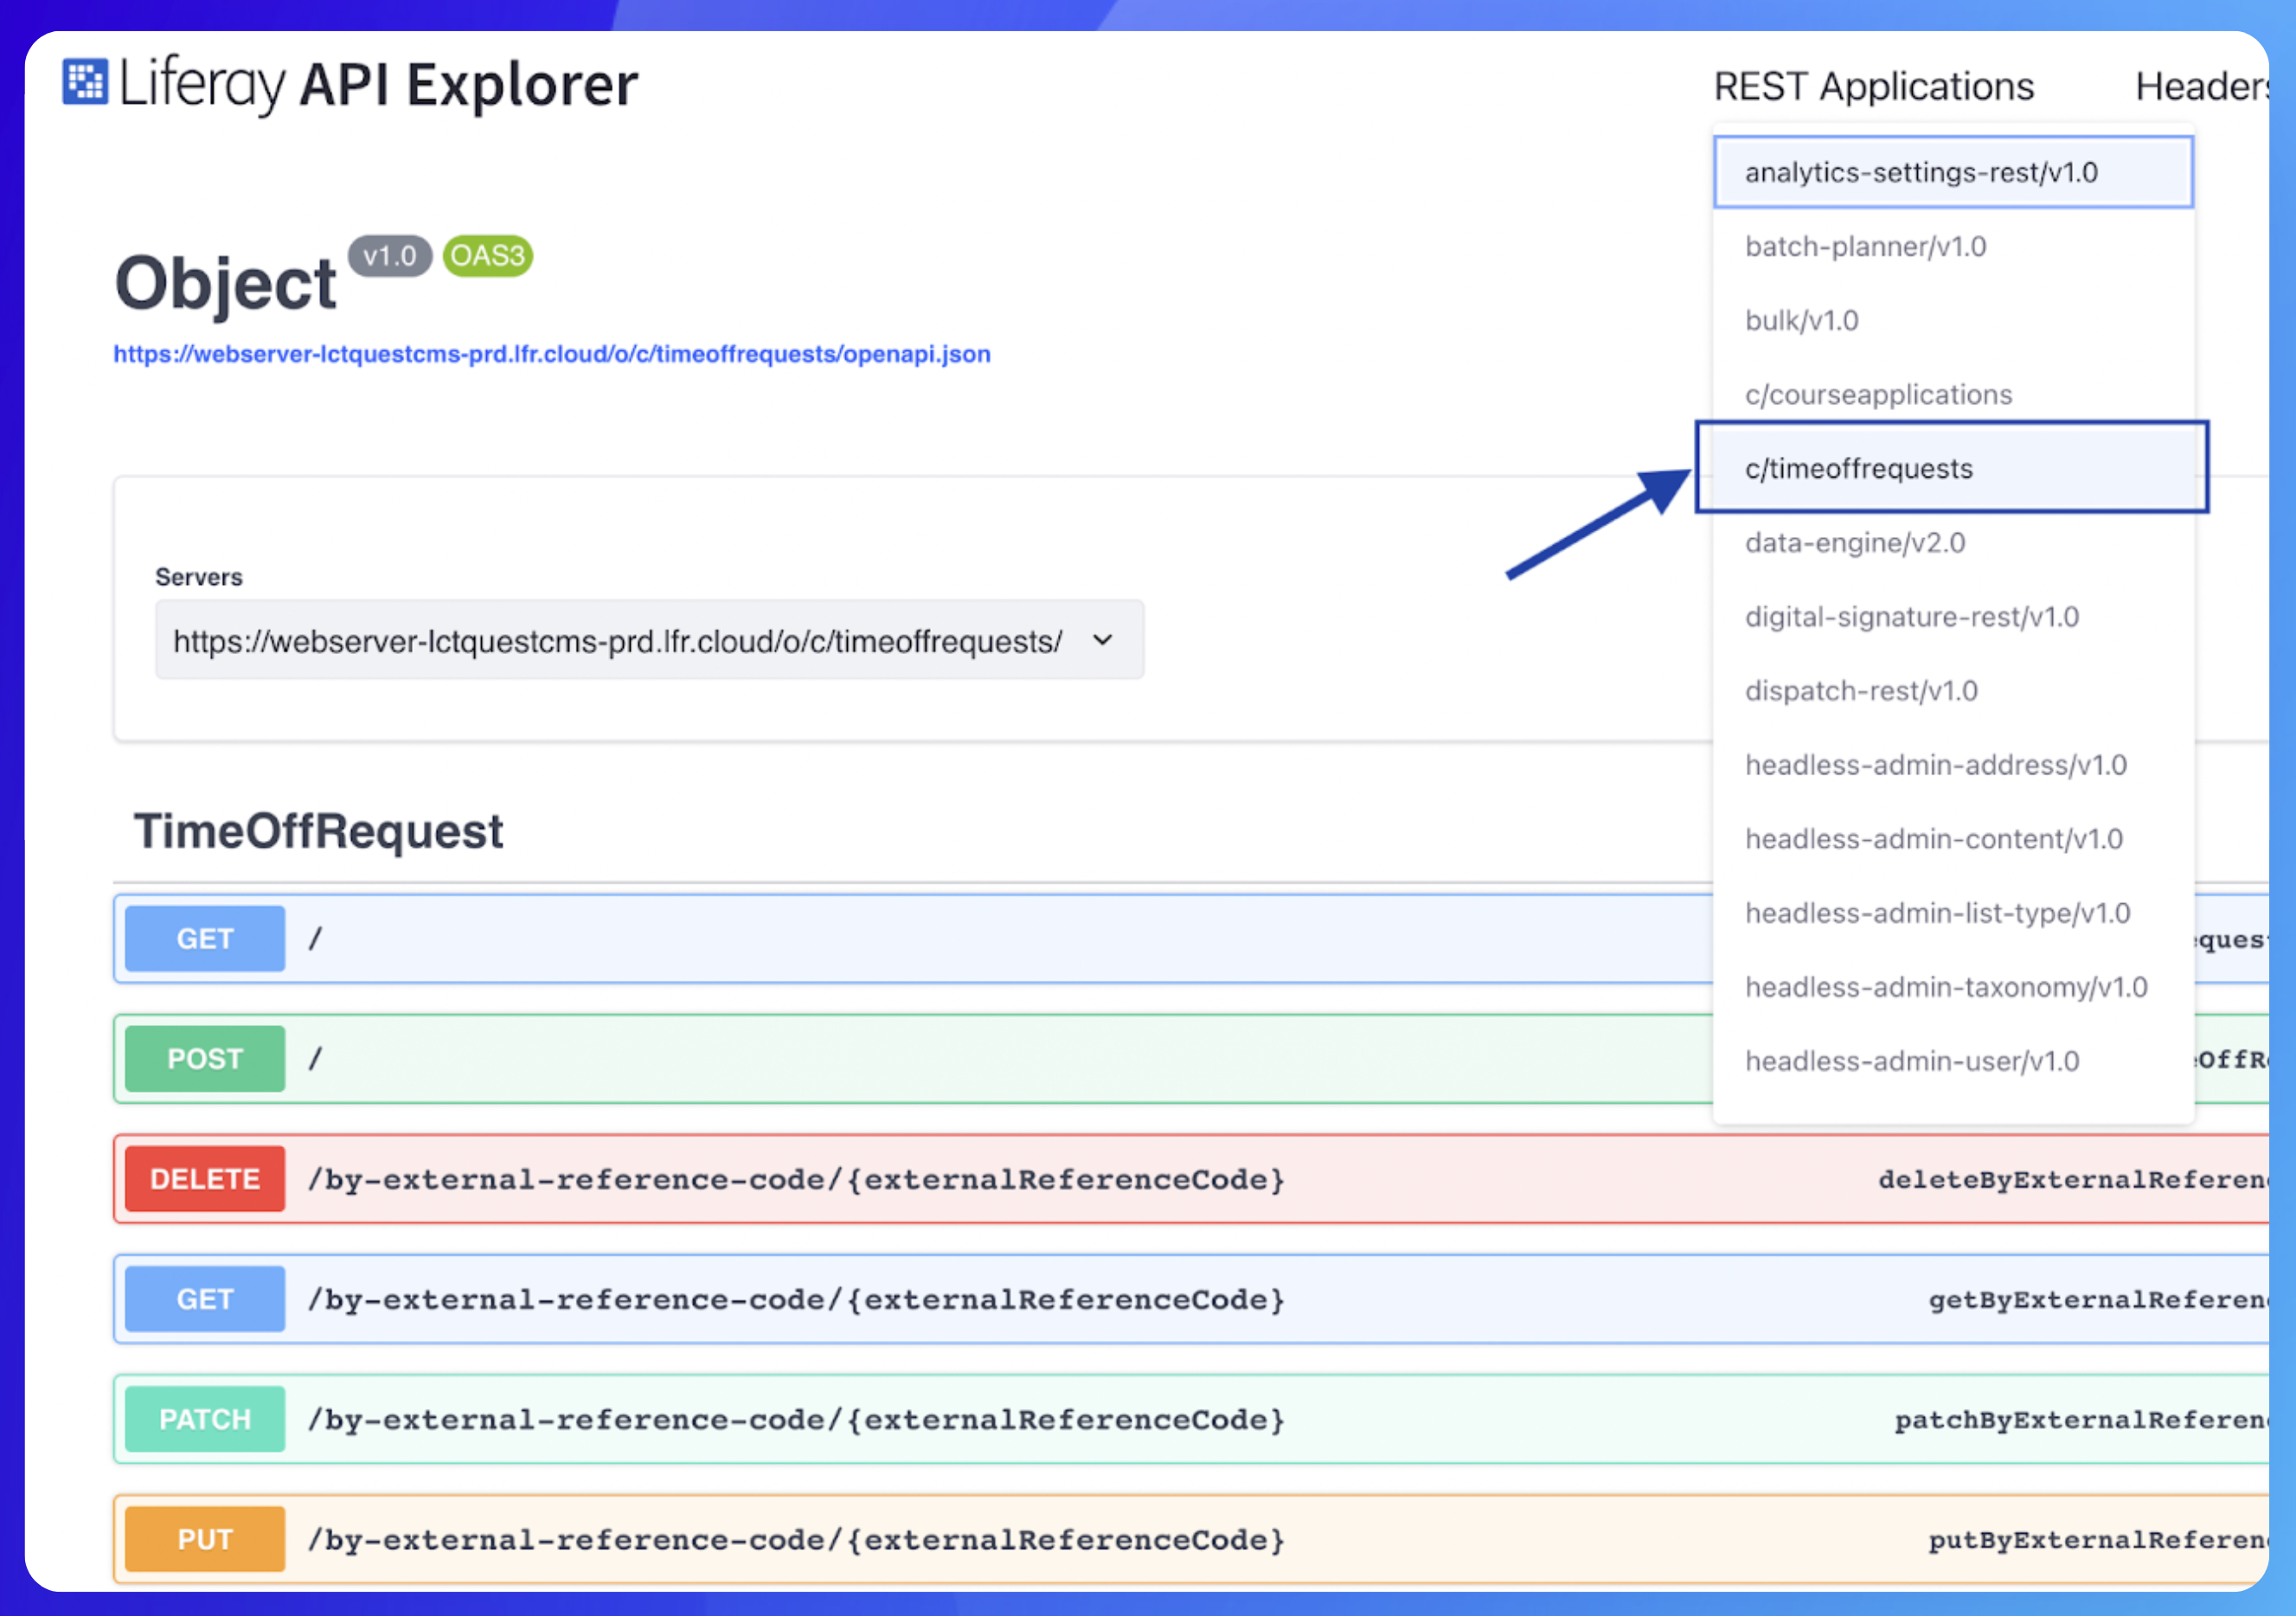 Liferay API Explorer
REST Applications
Headers
analytics-settings-rest/v1.0
batch-planner/v1.0
bulk/v1.0
c/courseapplications
c/timeoffrequests
data-engine/v2.0
digital-signature-rest/v1.0
dispatch-rest/v1.0
headless-admin-address/v1.0
headless-admin-content/v1.0
headless-admin-list-type/v1.0
headless-admin-taxonomy/v1.0
headless-admin-user/v1.0
Object v1.0 OAS3
https://webserver-lctquestcms-prd.lfr.cloud/o/c/timeoffrequests/openapi.json
Servers
https://webserver-lctquestcms-prd.lfr.cloud/o/c/timeoffrequests/
TimeOffRequest
GET /
POST /
DELETE /by-external-reference-code/{externalReferenceCode} deleteByExternalReferen
GET /by-external-reference-code/{externalReferenceCode} getByExternalReferen
PATCH /by-external-reference-code/{externalReferenceCode} patchByExternalReferen
PUT /by-external-reference-code/{externalReferenceCode} putByExternalReferen